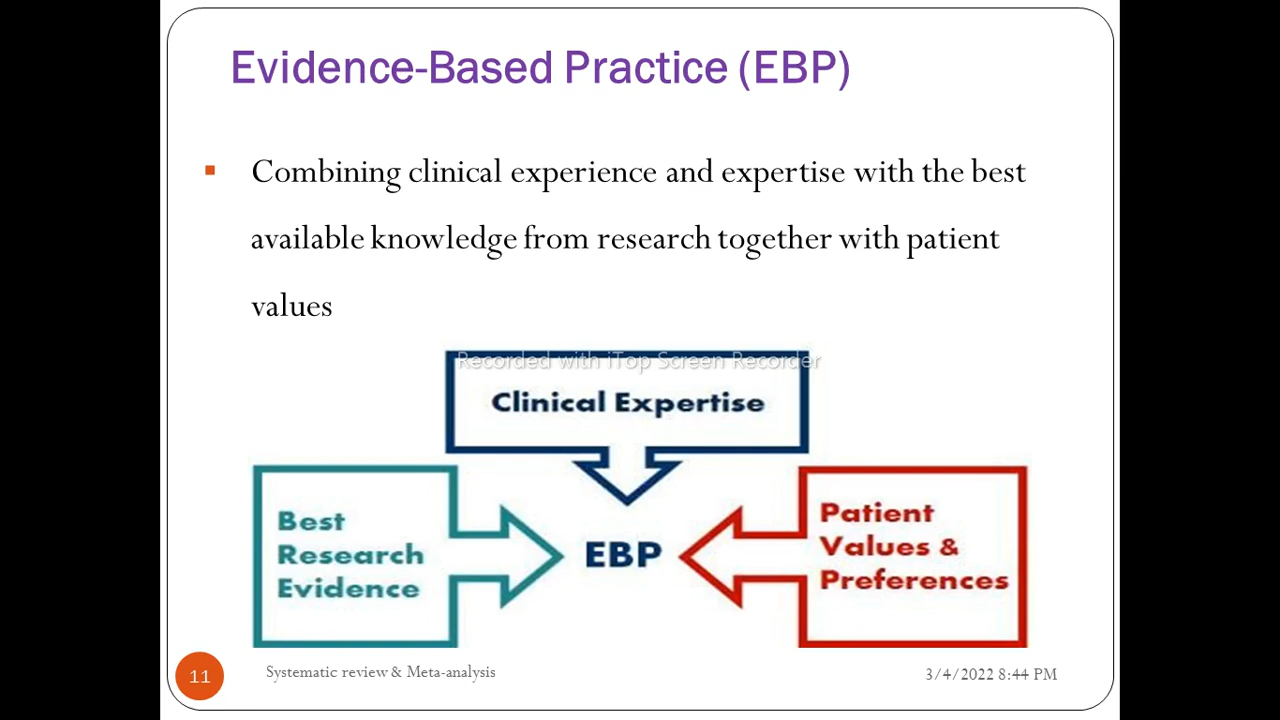 Evidence-Based Practice (EBP)
▪ Combining clinical experience and expertise with the best
available knowledge from research together with patient
values
Recorded with iTop Screen Recorder
Clinical Expertise
Best
Research
Evidence
EBP
Patient
Values &
Preferences
11
Systematic review & Meta-analysis
3/4/2022 8:44 PM